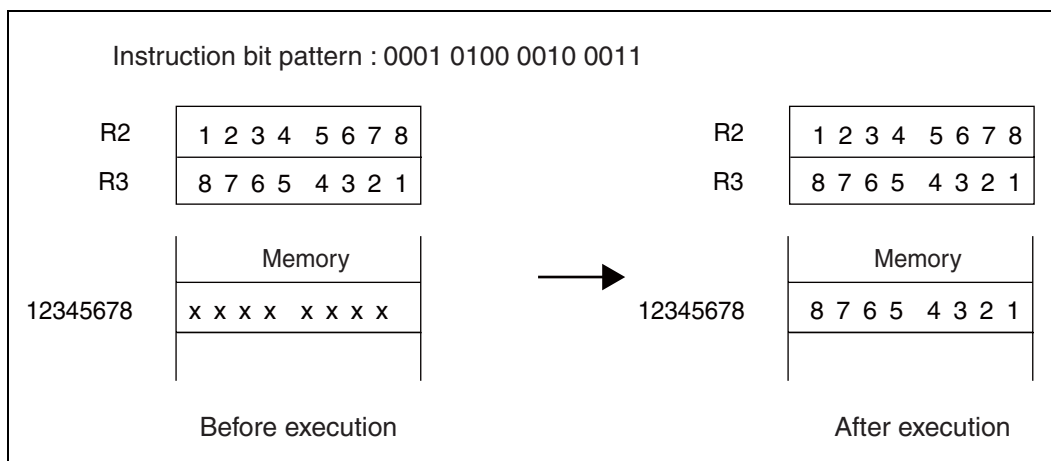 Instruction bit pattern : 0001 0100 0010 0011
R2 1 2 3 4 5 6 7 8 R2 1 2 3 4 5 6 7 8
R3 8 7 6 5 4 3 2 1 R3 8 7 6 5 4 3 2 1
Memory Memory
12345678 x x x x x x x x 12345678 8 7 6 5 4 3 2 1
Before execution After execution